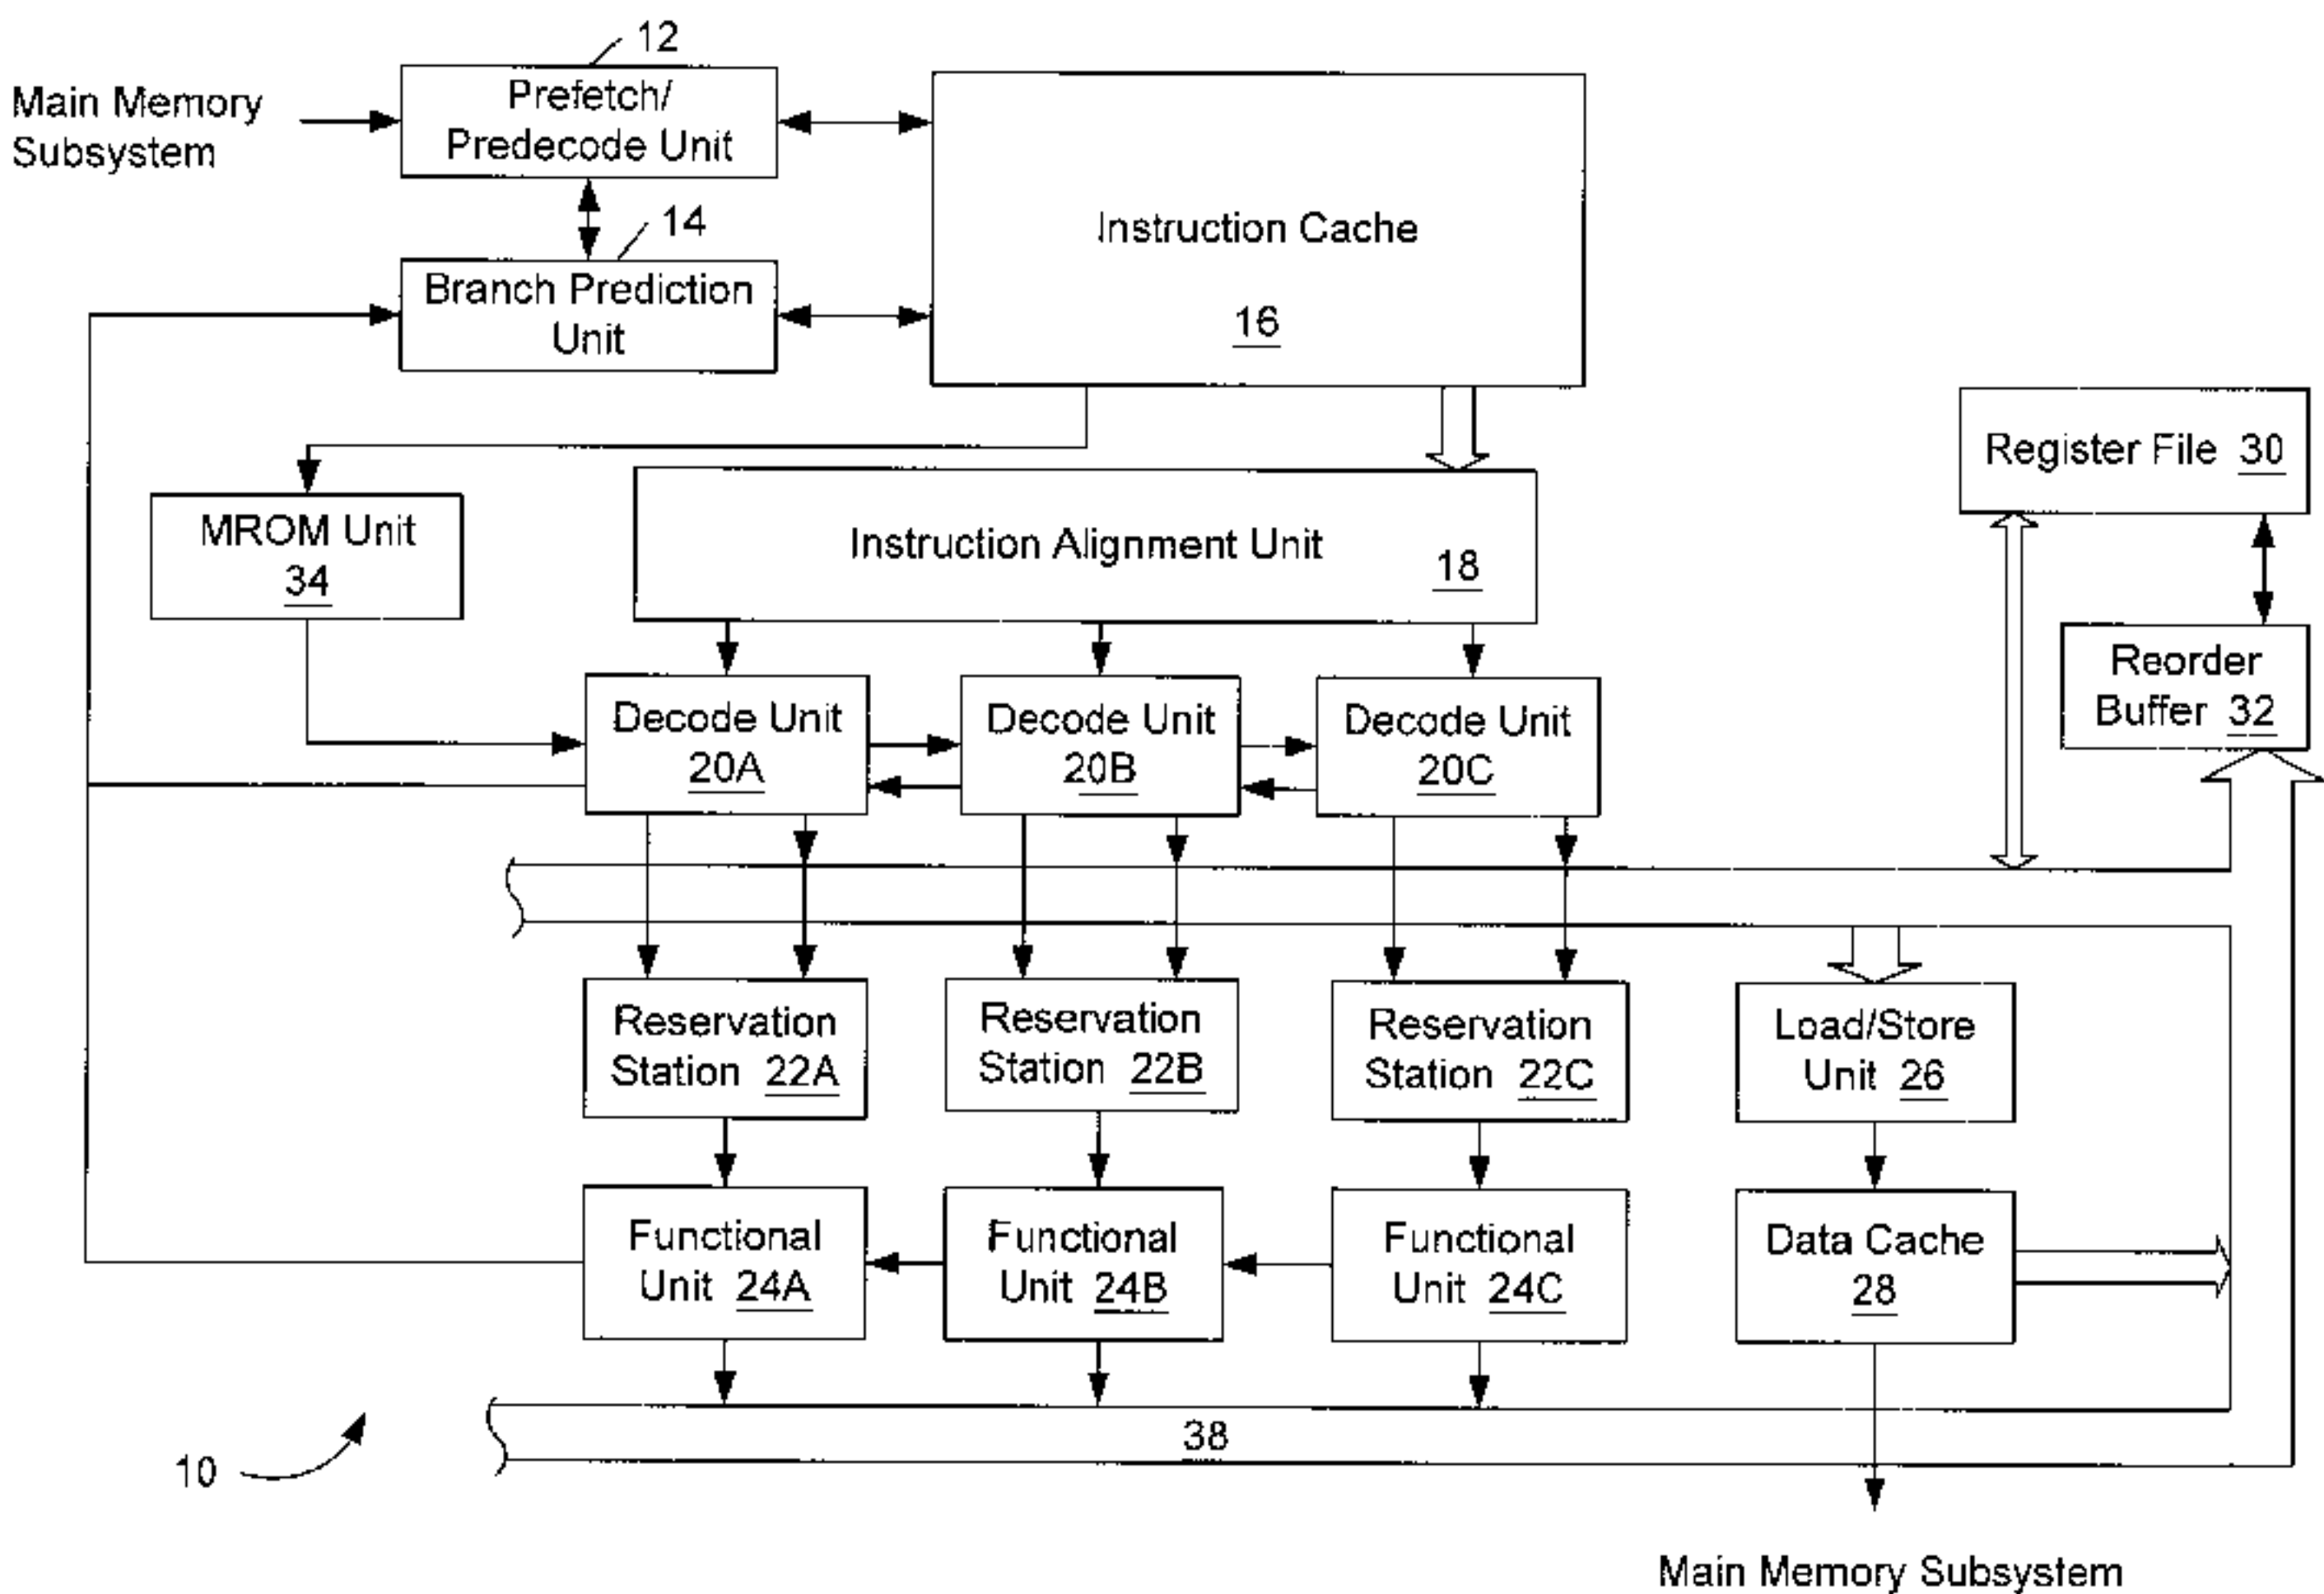 12
Main Memory
Subsystem
Prefetch/
Predecode Unit
14
Branch Prediction
Unit
Instruction Cache
16
Register File 30
MROM Unit
34
Instruction Alignment Unit
18
Reorder
Buffer 32
Decode Unit
20A
Decode Unit
20B
Decode Unit
20C
Reservation
Station 22A
Reservation
Station 22B
Reservation
Station 22C
Load/Store
Unit 26
Functional
Unit 24A
Functional
Unit 24B
Functional
Unit 24C
Data Cache
28
38
10
Main Memory Subsystem